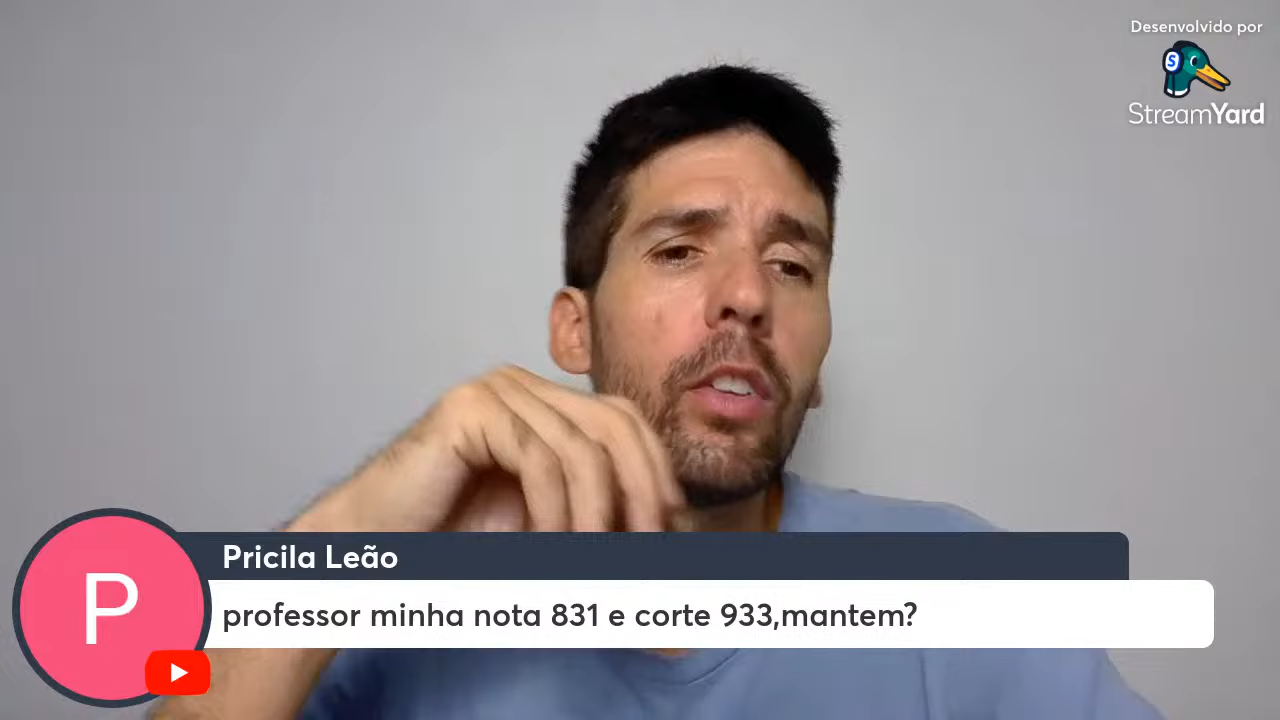 Desenvolvido por
S
StreamYard
Pricila Leão
P
professor minha nota 831 e corte 933,mantem?